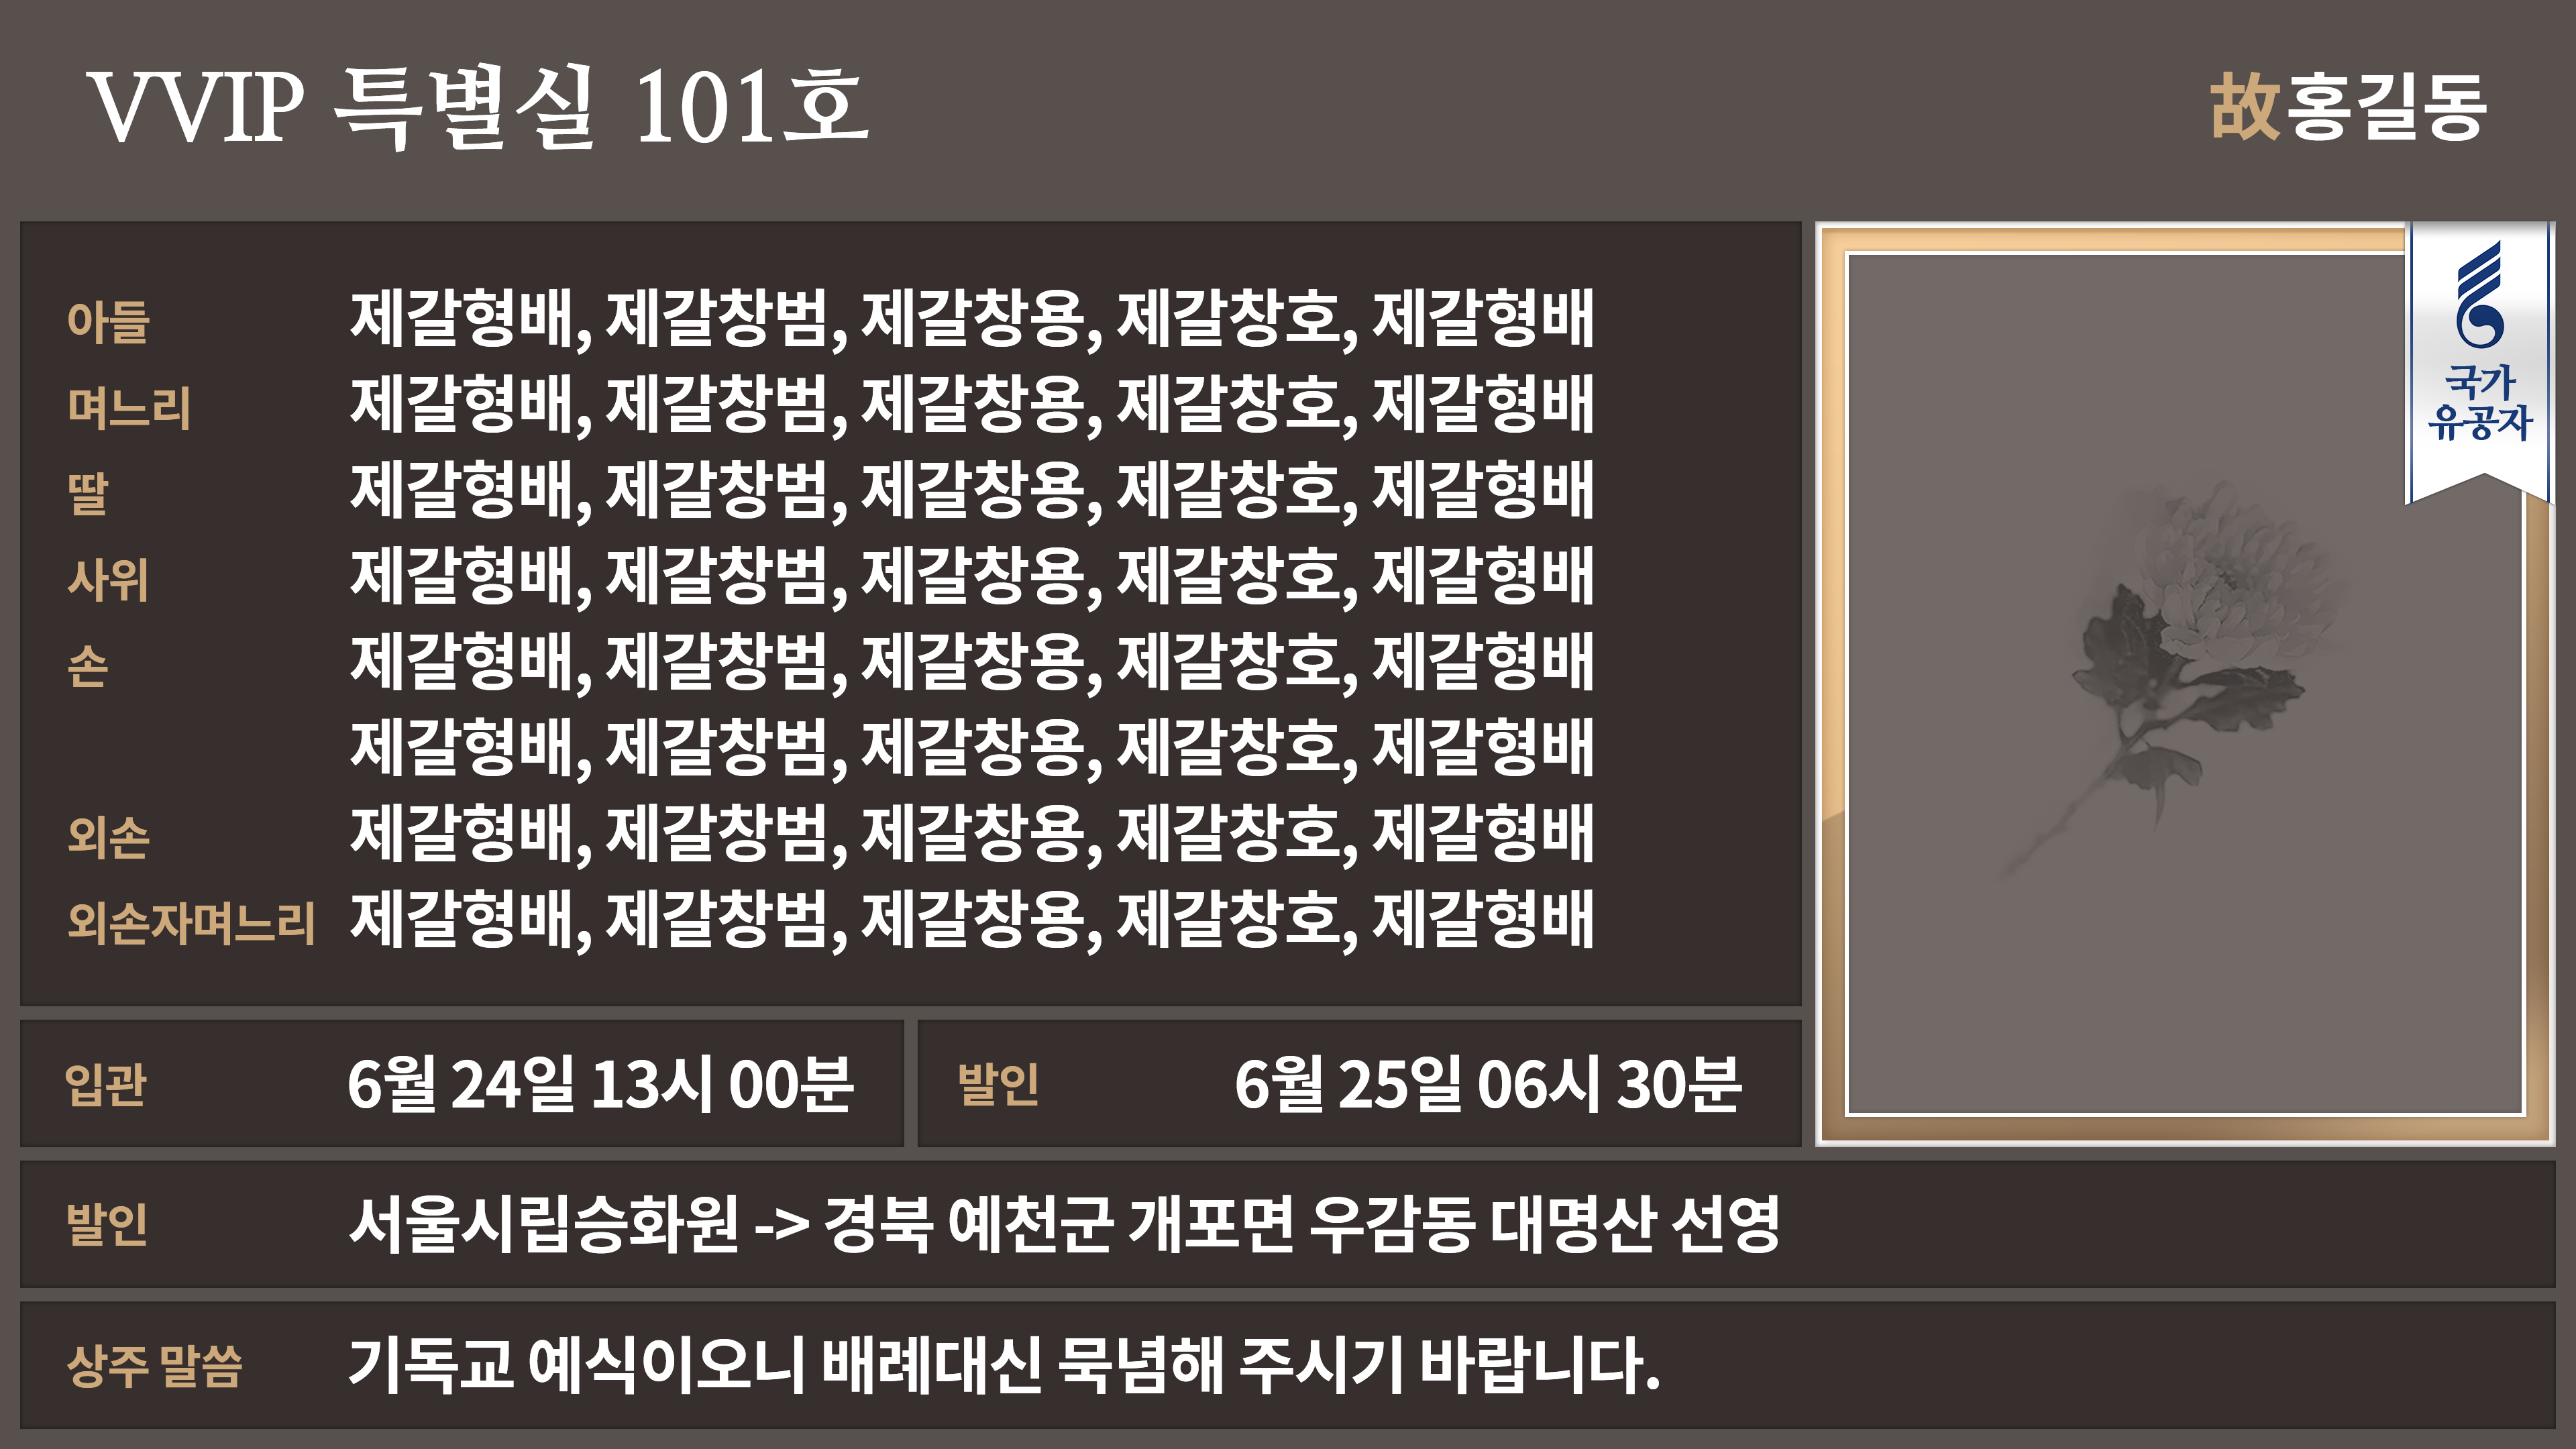 VVIP 특별실 101호
故홍길동
아들 제갈형배, 제갈창범, 제갈창용, 제갈창호, 제갈형배
며느리 제갈형배, 제갈창범, 제갈창용, 제갈창호, 제갈형배
딸 제갈형배, 제갈창범, 제갈창용, 제갈창호, 제갈형배
사위 제갈형배, 제갈창범, 제갈창용, 제갈창호, 제갈형배
손 제갈형배, 제갈창범, 제갈창용, 제갈창호, 제갈형배
제갈형배, 제갈창범, 제갈창용, 제갈창호, 제갈형배
외손 제갈형배, 제갈창범, 제갈창용, 제갈창호, 제갈형배
외손자며느리 제갈형배, 제갈창범, 제갈창용, 제갈창호, 제갈형배
국가
유공자
입관 6월 24일 13시 00분
발인 6월 25일 06시 30분
발인 서울시립승화원 -> 경북 예천군 개포면 우감동 대명산 선영
상주 말씀 기독교 예식이오니 배례대신 묵념해 주시기 바랍니다.